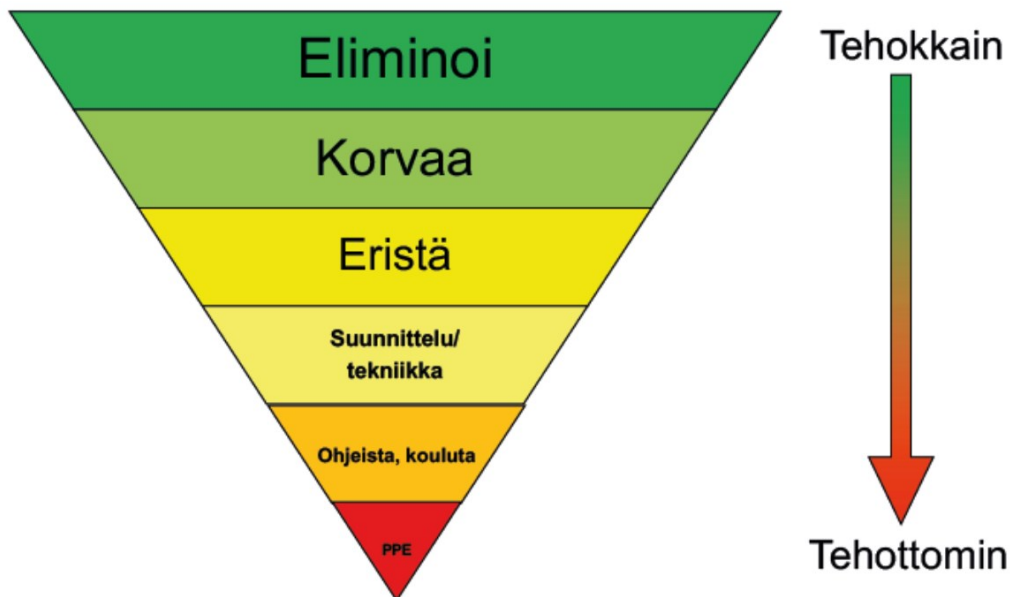 Eliminoi
Korvaa
Eristä
Suunnittelu/
tekniikka
Ohjeista, kouluta
PPE
Tehokkain
Tehottomin